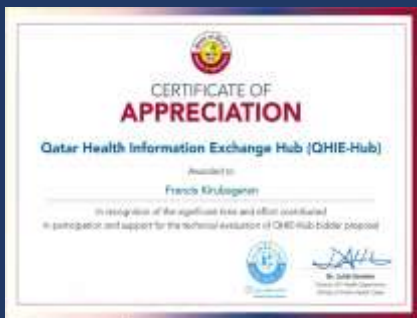 CERTIFICATE OF
APPRECIATION
Qatar Health Information Exchange Hub (QHIE-Hub)
Awarded to
Francis Kirubagaran
In recognition of the significant time and effort contributed
in participation and support for the technical evaluation of QHIE-Hub bidder proposal